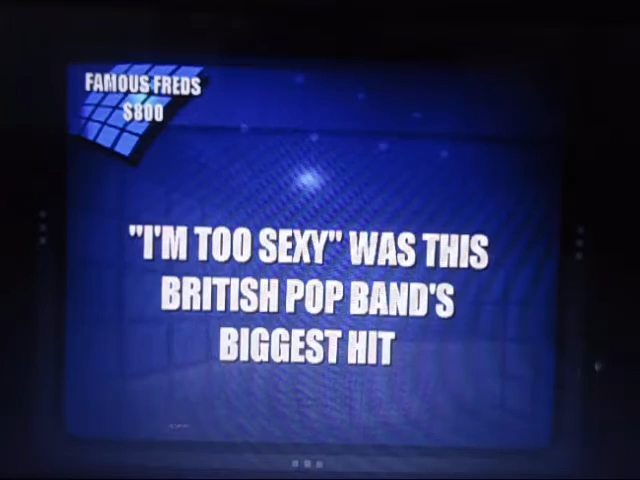 FAMOUS FREDS
$800
"I'M TOO SEXY" WAS THIS
BRITISH POP BAND'S
BIGGEST HIT